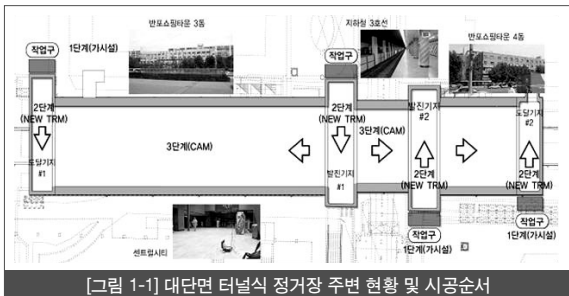 반포쇼핑타운 3동
지하철 3호선
반포쇼핑타운 4동
작업구
1단계(가시설)
작업구
2단계
(NEW TRM)
도달기지
#1
3단계(CAM)
2단계
(NEW TRM)
발진기지
#1
3단계(CAM)
발진기지
#2
2단계
(NEW TRM)
도달기지
#2
2단계
(NEW TRM)
센트럴시티
작업구
1단계(가시설)
작업구
1단계(가시설)
[그림 1-1] 대단면 터널식 정거장 주변 현황 및 시공순서